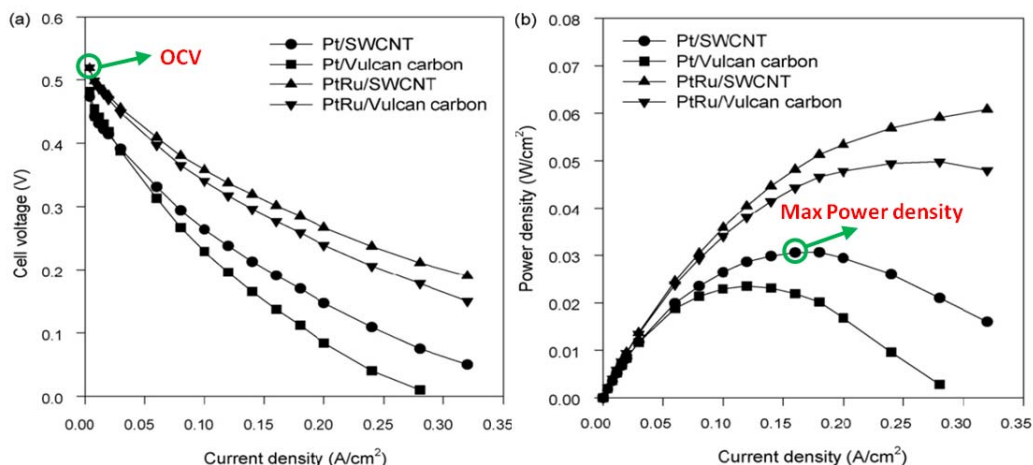 (a)
0.6
0.5
0.4
0.3
0.2
0.1
0.0
Cell voltage (V)
OCV
Pt/SWCNT
Pt/Vulcan carbon
PtRu/SWCNT
PtRu/Vulcan carbon
0.00 0.05 0.10 0.15 0.20 0.25 0.30 0.35
Current density (A/cm²)
(b)
0.08
0.07
0.06
0.05
0.04
0.03
0.02
0.01
0.00
Power density (W/cm²)
Pt/SWCNT
Pt/Vulcan carbon
PtRu/SWCNT
PtRu/Vulcan carbon
Max Power density
0.00 0.05 0.10 0.15 0.20 0.25 0.30 0.35
Current density (A/cm²)